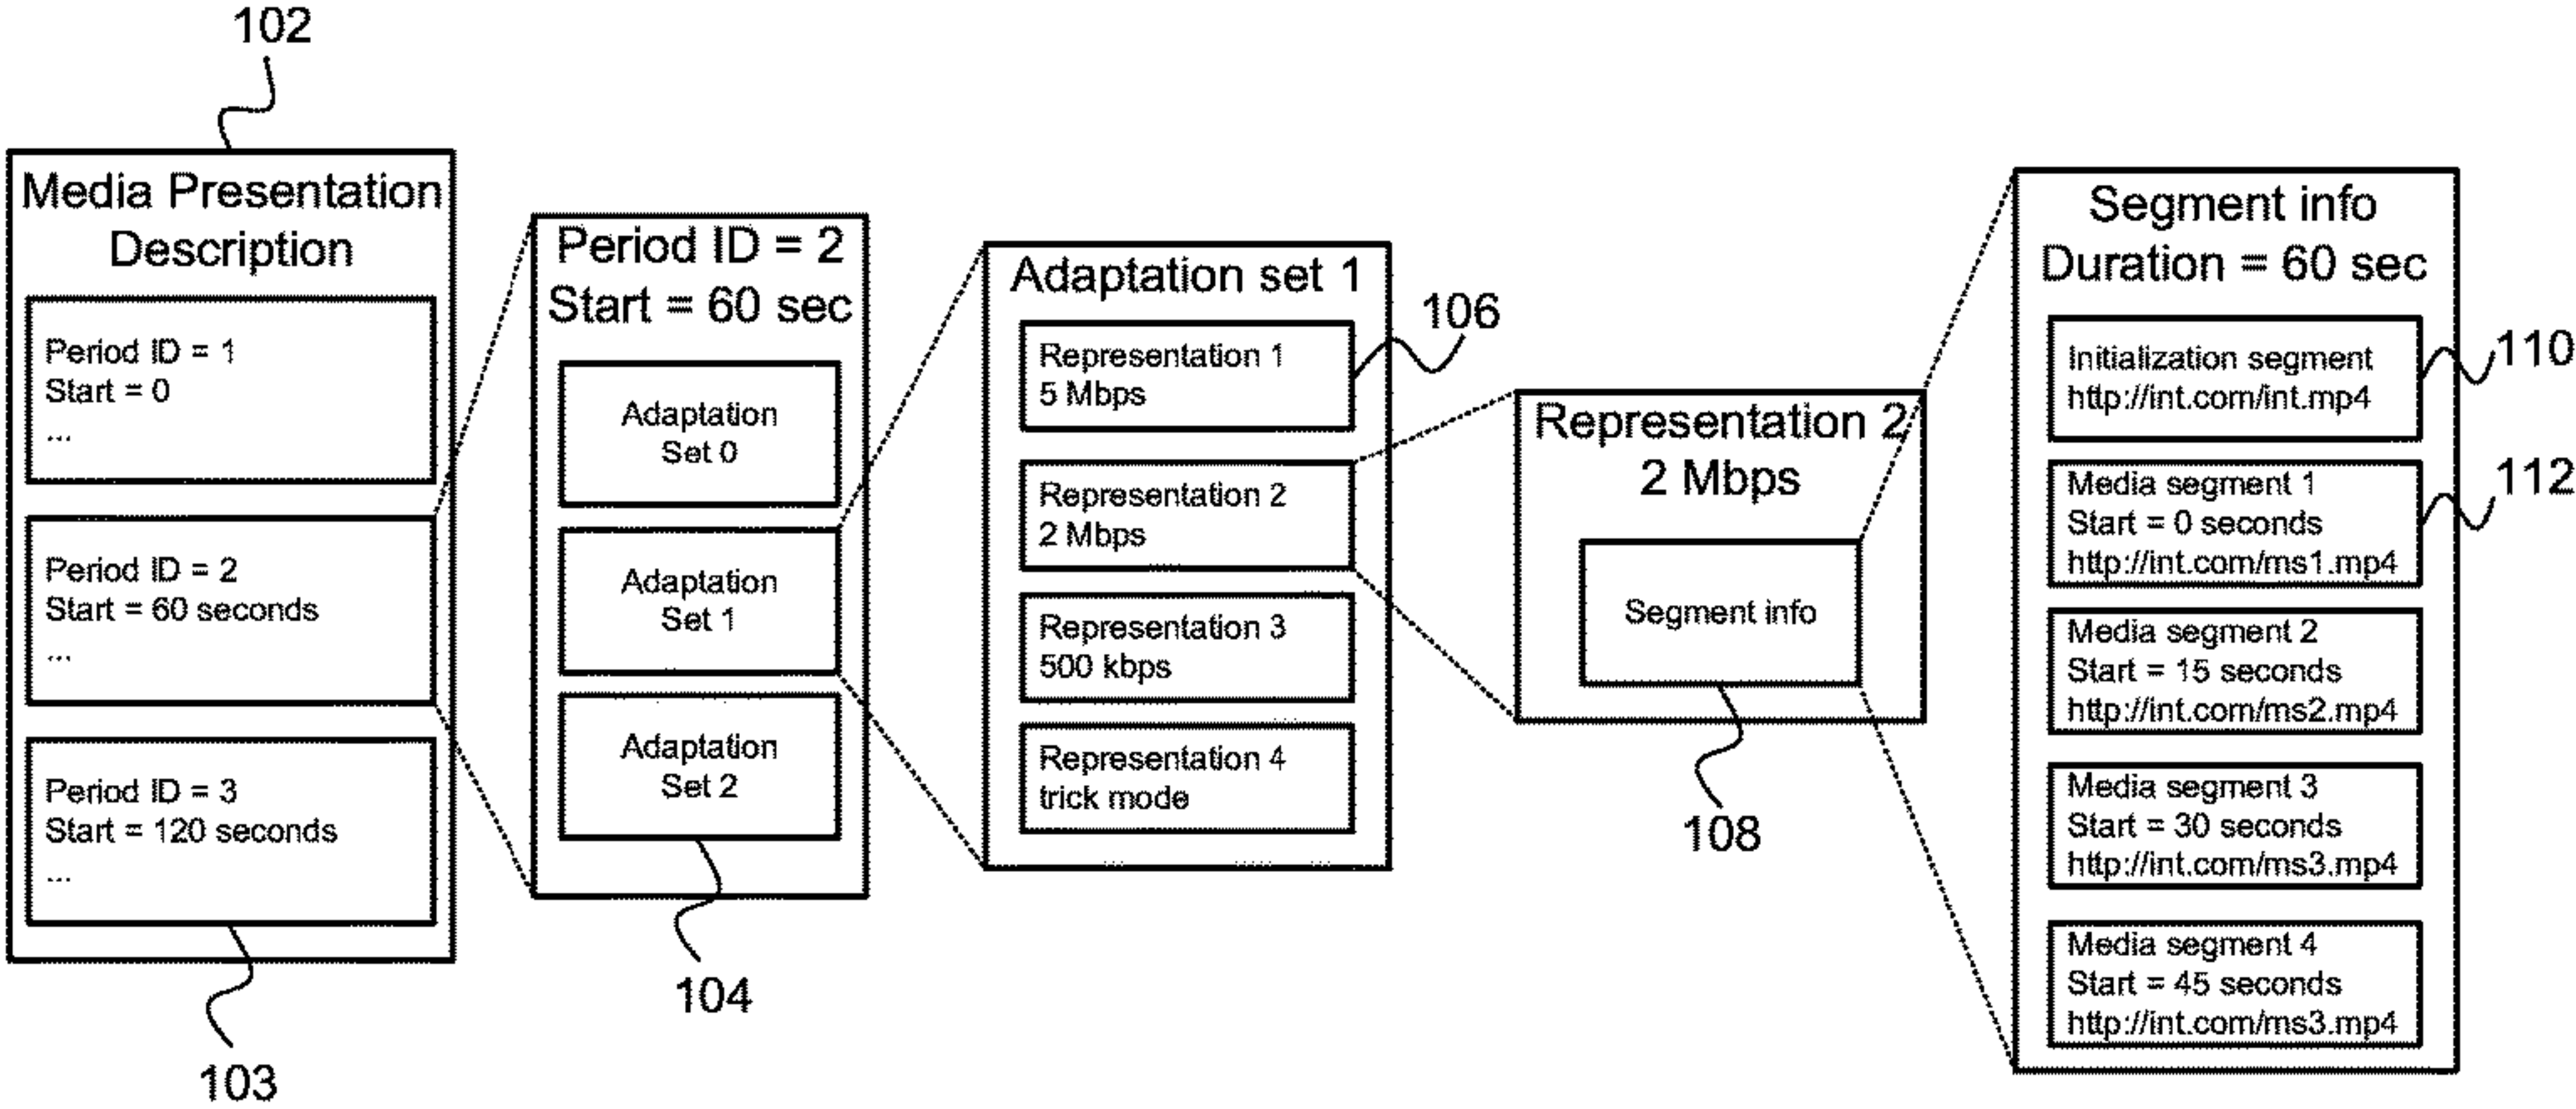 102
Media Presentation
Description
Period ID = 1
Start = 0
...
Period ID = 2
Start = 60 seconds
...
Period ID = 3
Start = 120 seconds
...
103
Period ID = 2
Start = 60 sec
Adaptation
Set 0
Adaptation
Set 1
Adaptation
Set 2
104
Adaptation set 1
Representation 1
5 Mbps
106
Representation 2
2 Mbps
Representation 3
500 kbps
Representation 4
trick mode
Representation 2
2 Mbps
Segment info
108
Segment info
Duration = 60 sec
Initialization segment
http://int.com/int.mp4
110
Media segment 1
Start = 0 seconds
http://int.com/ms1.mp4
112
Media segment 2
Start = 15 seconds
http://int.com/ms2.mp4
Media segment 3
Start = 30 seconds
http://int.com/ms3.mp4
Media segment 4
Start = 45 seconds
http://int.com/ms3.mp4